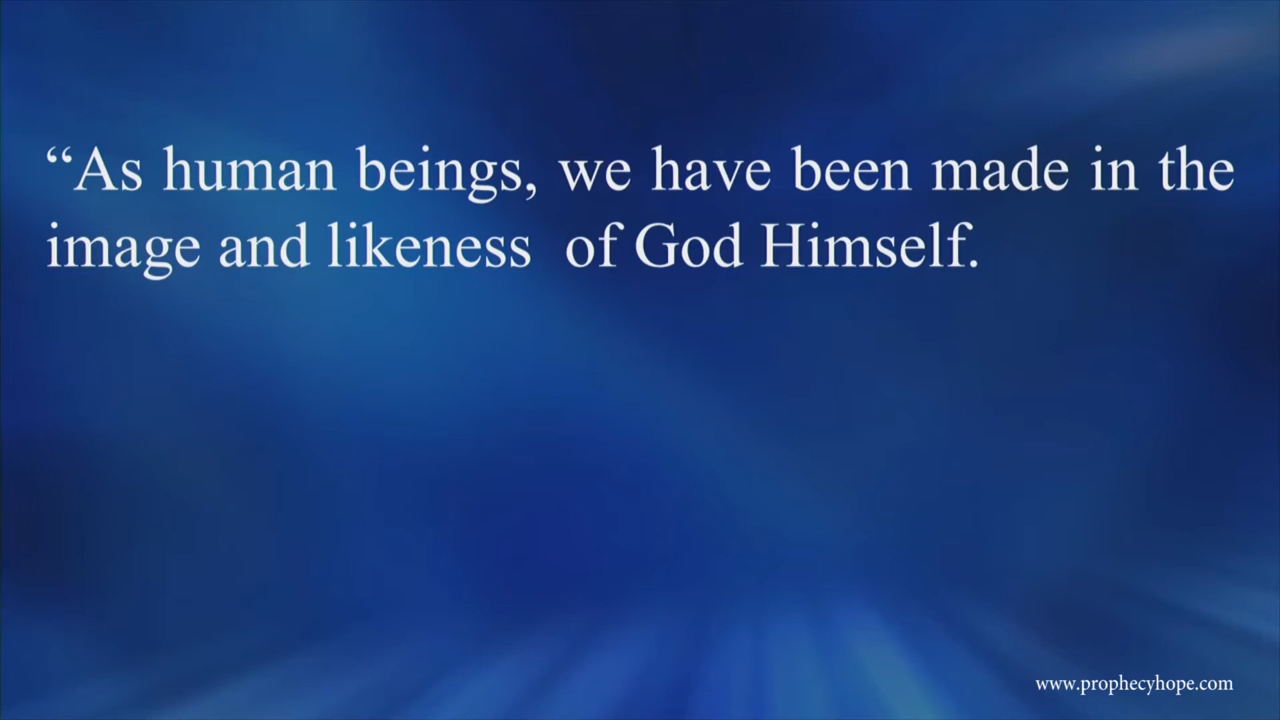 “As human beings, we have been made in the
image and likeness  of God Himself.
www.prophecyhope.com